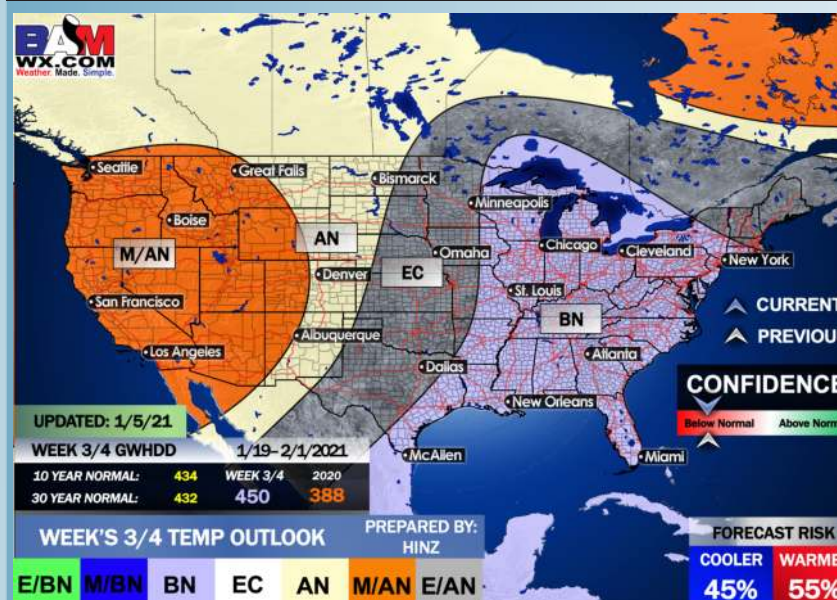 BAM
WX.COM
Weather. Made. Simple.
Seattle
Great Falls
Bismarck
Minneapolis
Boise
M/AN
AN
EC
Omaha
Chicago
Cleveland
New York
Denver
San Francisco
St. Louis
BN
CURRENT
PREVIOU
Albuquerque
Los Angeles
Atlanta
Dallas
New Orleans
CONFIDENCE
Below Normal
Above Norm
McAllen
Miami
UPDATED: 1/5/21
WEEK 3/4 GWHDD 1/19- 2/1/2021
10 YEAR NORMAL: 434 WEEK 3/4 2020
30 YEAR NORMAL: 432 450 388
WEEK'S 3/4 TEMP OUTLOOK
PREPARED BY:
HINZ
FORECAST RISK
COOLER WARME
45% 55%
E/BN M/BN BN EC AN M/AN E/AN